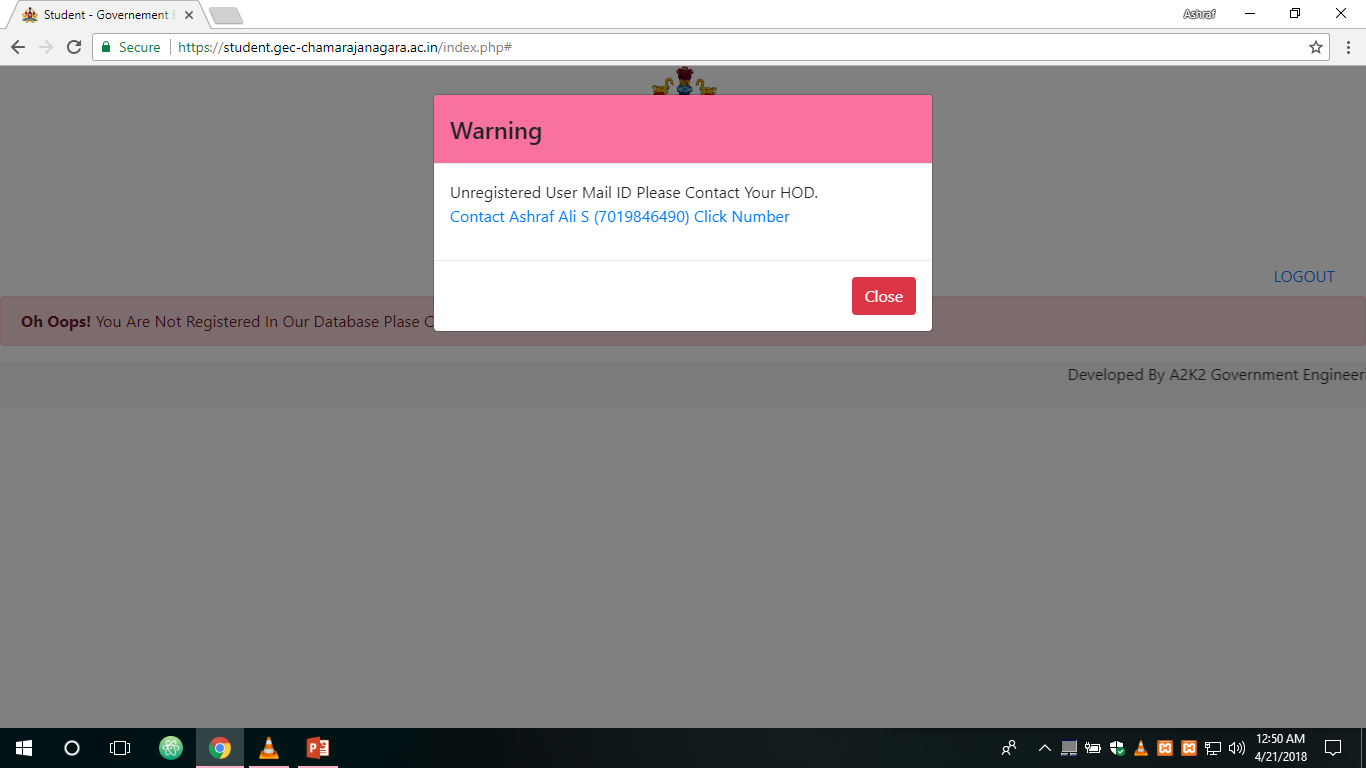 Student - Governement E
Ashraf
Secure
https://student.gec-chamarajanagara.ac.in/index.php#
Warning
Unregistered User Mail ID Please Contact Your HOD.
Contact Ashraf Ali S (7019846490) Click Number
LOGOUT
Close
Oh Oops! You Are Not Registered In Our Database Plase C
Developed By A2K2 Government Engineeri
12:50 AM
4/21/2018